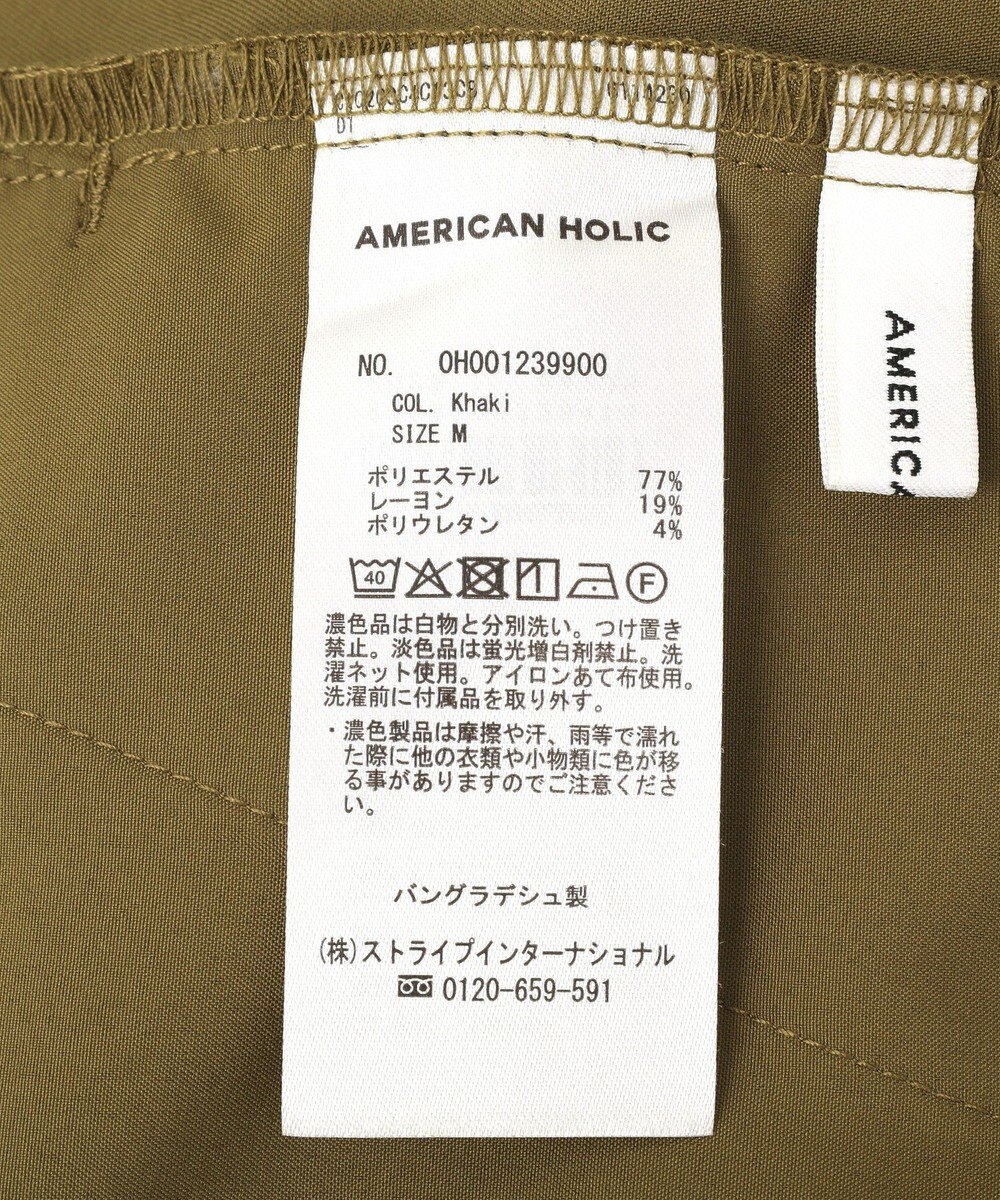 D1
AMERICAN HOLIC
NO. 0H001239900
COL. Khaki
SIZE M
ポリエステル 77%
レーヨン 19%
ポリウレタン 4%
40 F
濃色品は白物と分別洗い。つけ置き
禁止。淡色品は蛍光増白剤禁止。洗
濯ネット使用。アイロンあて布使用。
洗濯前に付属品を取り外す。
・濃色製品は摩擦や汗、雨等で濡れ
た際に他の衣類や小物類に色が移
る事がありますのでご注意くださ
い。
バングラデシュ製
(株)ストライプインターナショナル
0120-659-591
AMERICA